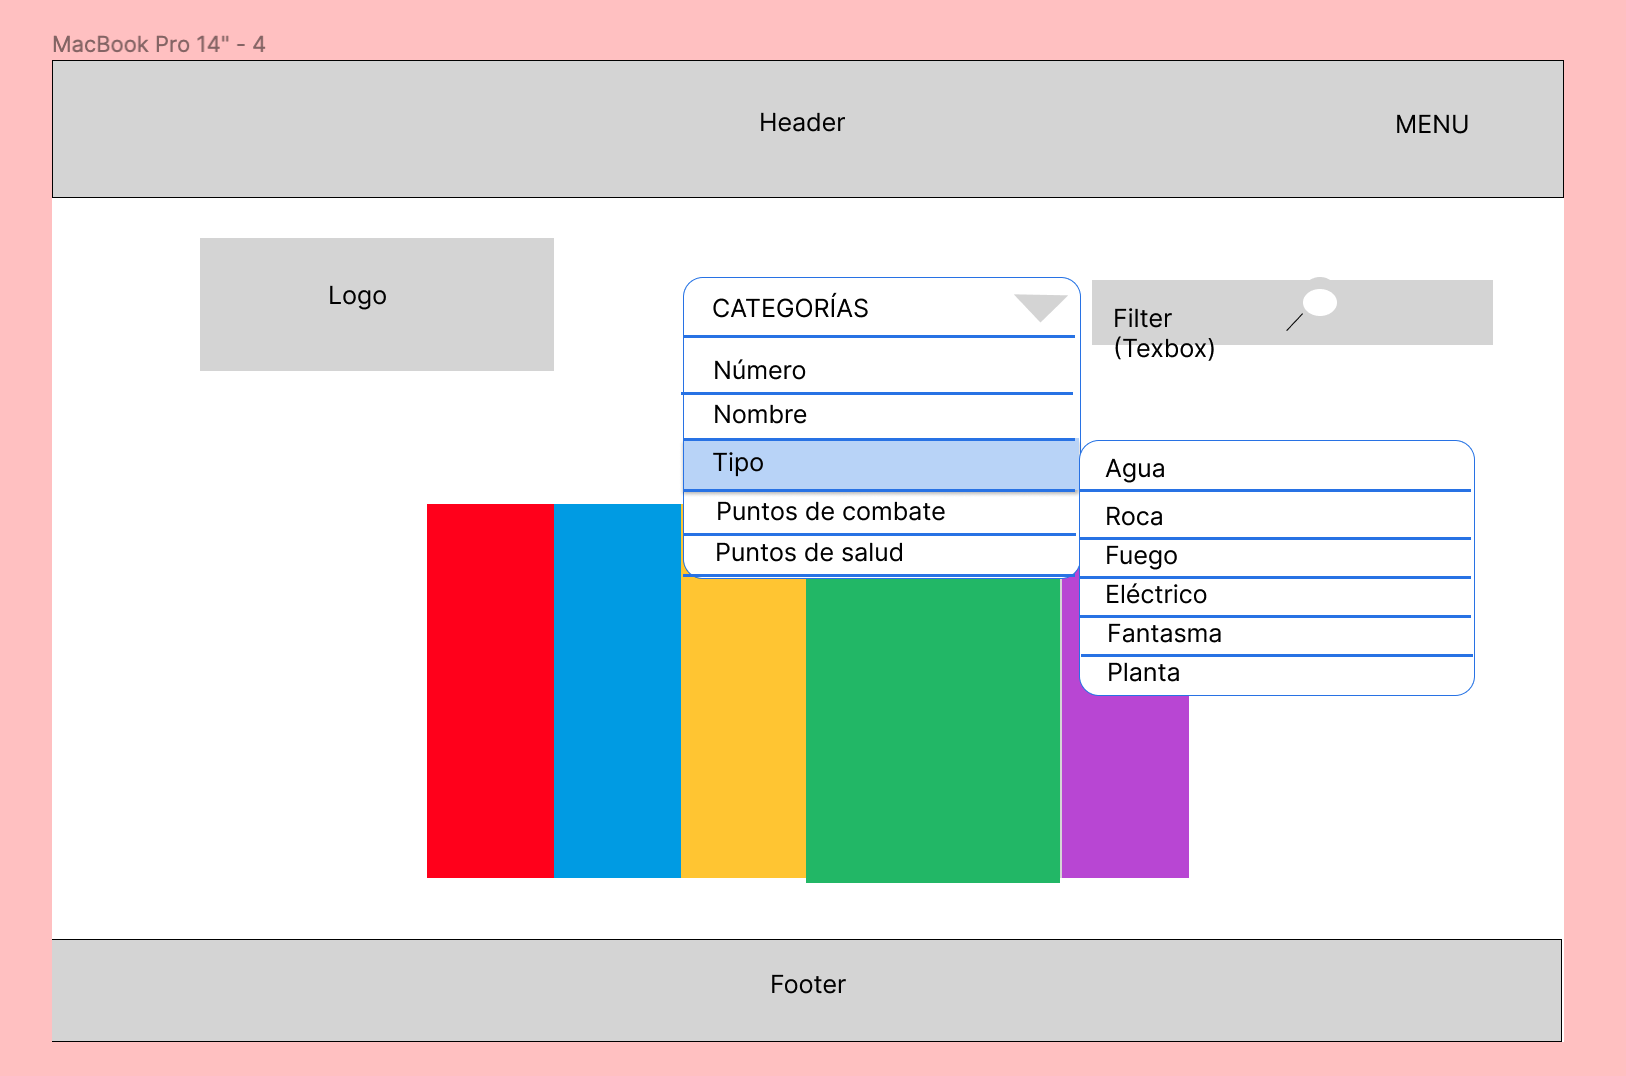 MacBook Pro 14" - 4
Header
MENU
Logo
CATEGORÍAS
Filter
(Texbox)
Número
Nombre
Tipo
Puntos de combate
Puntos de salud
Agua
Roca
Fuego
Eléctrico
Fantasma
Planta
Footer